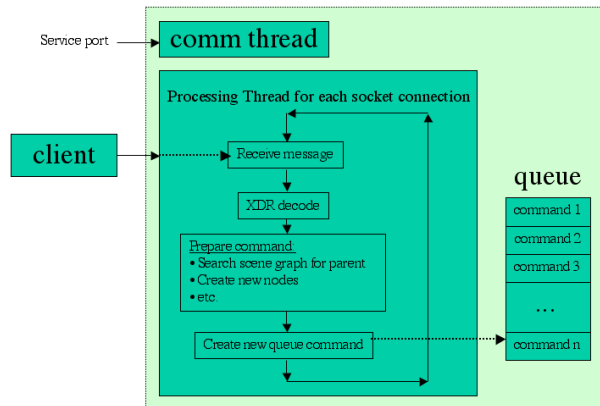 Service port
comm thread
Processing Thread for each socket connection
client
Receive message
XDR decode
Prepare command:
• Search scene graph for parent
• Create new nodes
• etc.
Create new queue command
queue
command 1
command 2
command 3
...
command n